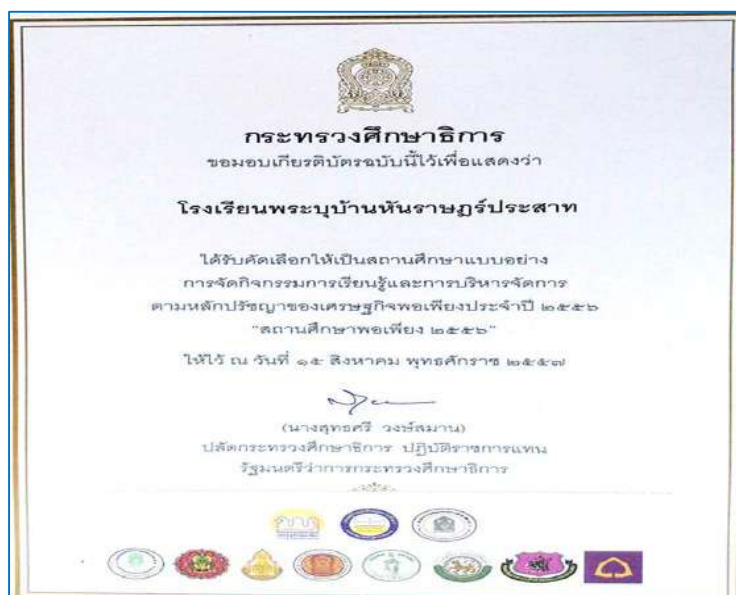 กระทรวงศึกษาธิการ
ขอมอบเกียรติบัตรฉบับนี้ไว้เพื่อแสดงว่า
โรงเรียนพระบุบ้านหันราษฎร์ประสาท
ได้รับคัดเลือกให้เป็นสถานศึกษาแบบอย่าง
การจัดกิจกรรมการเรียนรู้และการบริหารจัดการ
ตามหลักปรัชญาของเศรษฐกิจพอเพียงประจำปี ๒๕๕๖
"สถานศึกษาพอเพียง ๒๕๕๖"
ให้ไว้ ณ วันที่ ๑๕ สิงหาคม พุทธศักราช ๒๕๕๗
(นางสุทธศรี วงษ์สมาน)
ปลัดกระทรวงศึกษาธิการ ปฏิบัติราชการแทน
รัฐมนตรีว่าการกระทรวงศึกษาธิการ